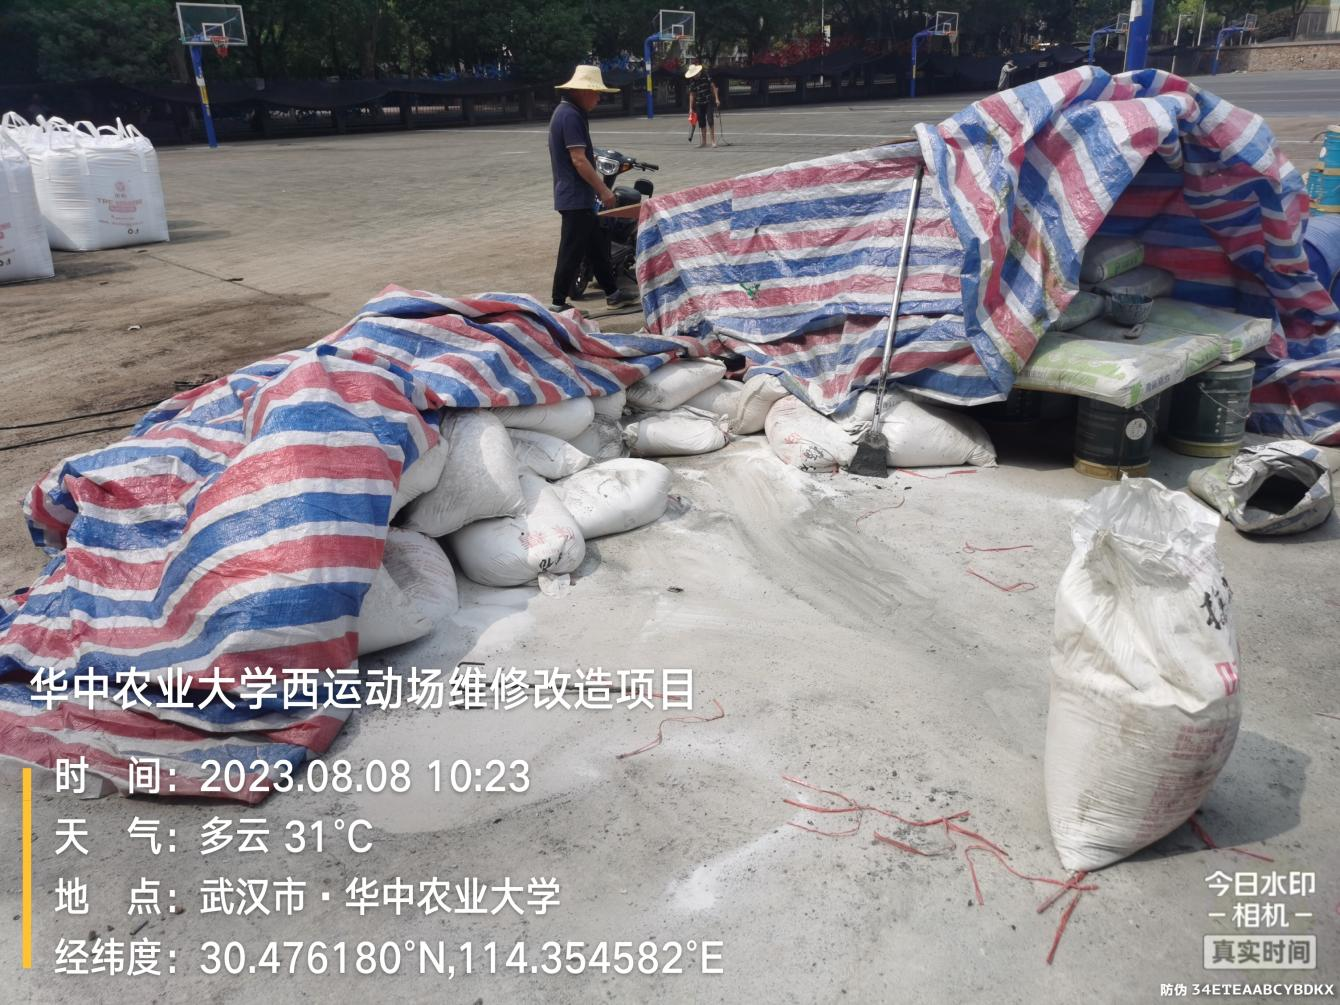 TPE
华中农业大学西运动场维修改造项目
时 间：2023.08.08 10:23
天 气：多云 31°C
地 点：武汉市·华中农业大学
经纬度：30.476180°N,114.354582°E
今日水印
相机
真实时间
防伪 34ETEAABCYBDKX